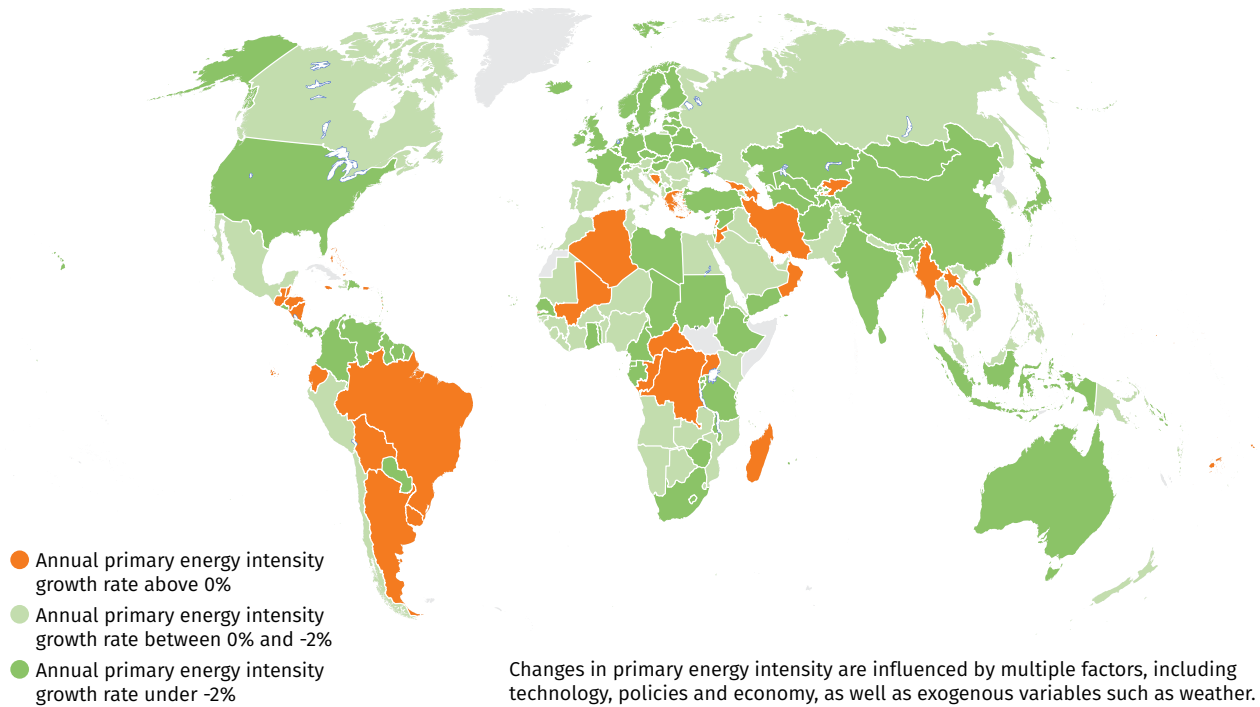 Annual primary energy intensity
growth rate above 0%
Annual primary energy intensity
growth rate between 0% and -2%
Annual primary energy intensity
growth rate under -2%
Changes in primary energy intensity are influenced by multiple factors, including
technology, policies and economy, as well as exogenous variables such as weather.